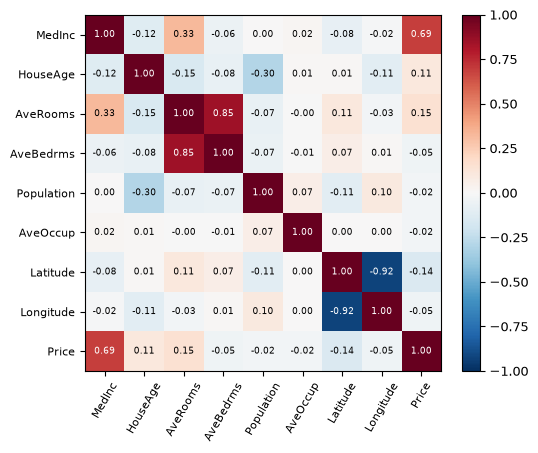 MedInc 1.00 -0.12 0.33 -0.06 0.00 0.02 -0.08 -0.02 0.69
HouseAge -0.12 1.00 -0.15 -0.08 -0.30 0.01 0.01 -0.11 0.11
AveRooms 0.33 -0.15 1.00 0.85 -0.07 -0.00 0.11 -0.03 0.15
AveBedrms -0.06 -0.08 0.85 1.00 -0.07 -0.01 0.07 0.01 -0.05
Population 0.00 -0.30 -0.07 -0.07 1.00 0.07 -0.11 0.10 -0.02
AveOccup 0.02 0.01 -0.00 -0.01 0.07 1.00 0.00 0.00 -0.02
Latitude -0.08 0.01 0.11 0.07 -0.11 0.00 1.00 -0.92 -0.14
Longitude -0.02 -0.11 -0.03 0.01 0.10 0.00 -0.92 1.00 -0.05
Price 0.69 0.11 0.15 -0.05 -0.02 -0.02 -0.14 -0.05 1.00
MedInc HouseAge AveRooms AveBedrms Population AveOccup Latitude Longitude Price
1.00
0.75
0.50
0.25
0.00
−0.25
−0.50
−0.75
−1.00